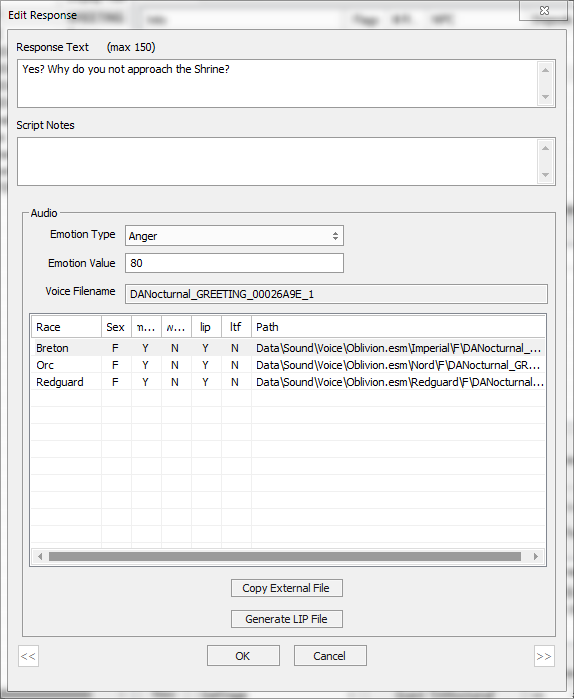 Edit Response
Response Text (max 150)
Yes? Why do you not approach the Shrine?
Script Notes
Audio
Emotion Type Anger
Emotion Value 80
Voice Filename DANocturnal_GREETING_00026A9E_1
Race Sex m... w... lip ltf Path
Breton F Y N Y N Data\Sound\Voice\Oblivion.esm\Imperial\F\DANocturnal_...
Orc F Y N Y N Data\Sound\Voice\Oblivion.esm\Nord\F\DANocturnal_GR...
Redguard F Y N Y N Data\Sound\Voice\Oblivion.esm\Redguard\F\DANocturnal...
Copy External File
Generate LIP File
<< OK Cancel >>